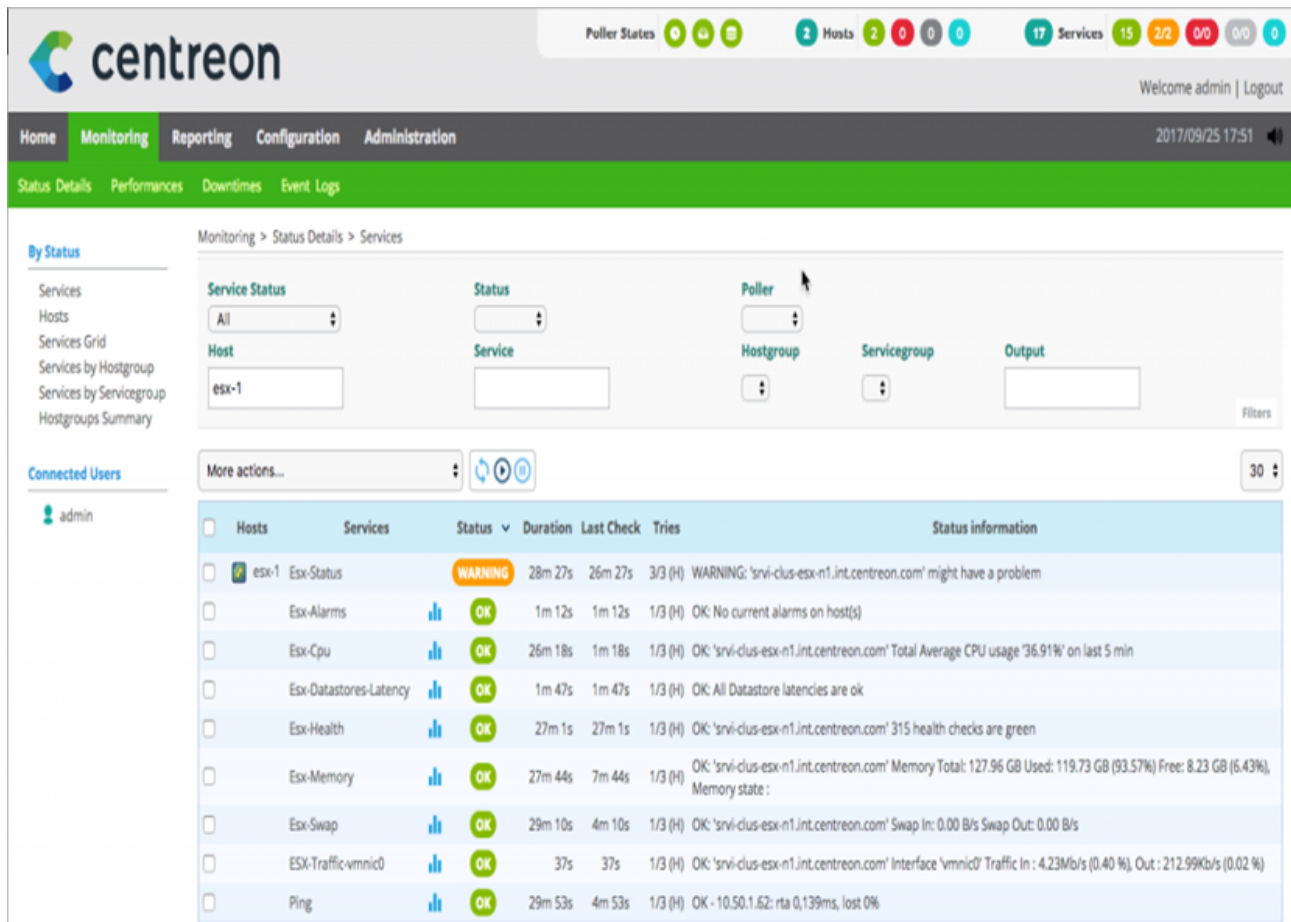 centreon
Poller States 2 Hosts 2 0 0 0 17 Services 15 2/2 0/0 0/0 0
Welcome admin | Logout
Home Monitoring Reporting Configuration Administration 2017/09/25 17:51
Status Details Performances Downtimes Event Logs
Monitoring > Status Details > Services
By Status
Services
Hosts
Services Grid
Services by Hostgroup
Services by Servicegroup
Hostgroups Summary
Connected Users
admin
Service Status Status Poller
All
Host Service Hostgroup Servicegroup Output
esx-1
Filters
More actions... 30
Hosts Services Status Duration Last Check Tries Status information
esx-1 Esx-Status WARNING 28m 27s 26m 27s 3/3 (H) WARNING: 'srvi-clus-esx-n1.int.centreon.com' might have a problem
Esx-Alarms OK 1m 12s 1m 12s 1/3 (H) OK: No current alarms on host(s)
Esx-Cpu OK 26m 18s 1m 18s 1/3 (H) OK: 'srvi-clus-esx-n1.int.centreon.com' Total Average CPU usage '36.91%' on last 5 min
Esx-Datastores-Latency OK 1m 47s 1m 47s 1/3 (H) OK: All Datastore latencies are ok
Esx-Health OK 27m 1s 27m 1s 1/3 (H) OK: 'srvi-clus-esx-n1.int.centreon.com' 315 health checks are green
Esx-Memory OK 27m 44s 7m 44s 1/3 (H) OK: 'srvi-clus-esx-n1.int.centreon.com' Memory Total: 127.96 GB Used: 119.73 GB (93.57%) Free: 8.23 GB (6.43%),
Memory state :
Esx-Swap OK 29m 10s 4m 10s 1/3 (H) OK: 'srvi-clus-esx-n1.int.centreon.com' Swap In: 0.00 B/s Swap Out: 0.00 B/s
ESX-Traffic-vmnic0 OK 37s 37s 1/3 (H) OK: 'srvi-clus-esx-n1.int.centreon.com' Interface 'vmnic0' Traffic In : 4.23Mb/s (0.40 %), Out : 212.99Kb/s (0.02 %)
Ping OK 29m 53s 4m 53s 1/3 (H) OK - 10.50.1.62: rta 0,139ms, lost 0%